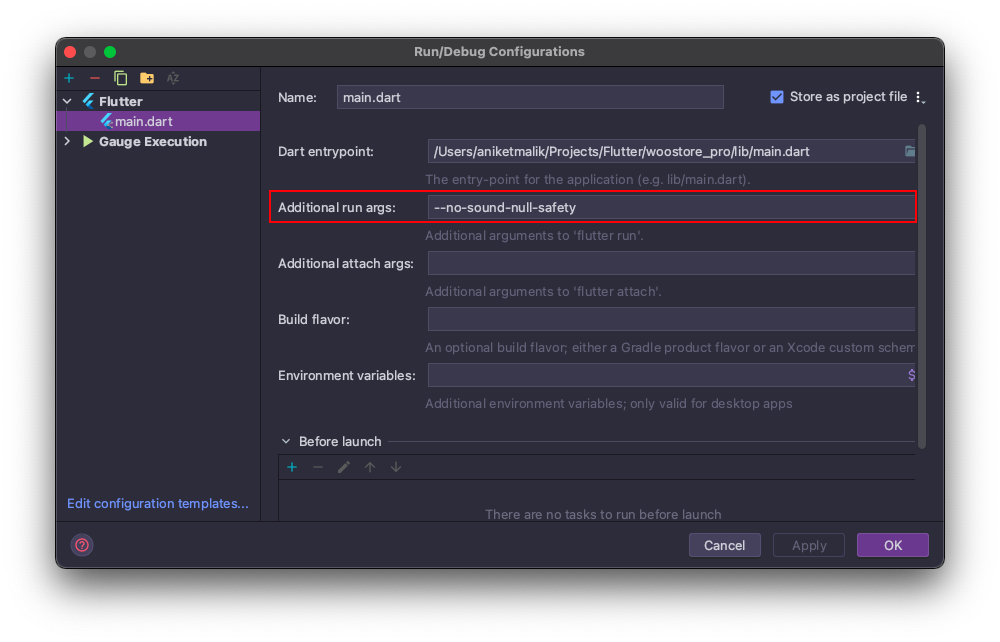 Run/Debug Configurations
Flutter
main.dart
Gauge Execution
Edit configuration templates...
Name: main.dart Store as project file
Dart entrypoint: /Users/aniketmalik/Projects/Flutter/woostore_pro/lib/main.dart
The entry-point for the application (e.g. lib/main.dart).
Additional run args: --no-sound-null-safety
Additional arguments to 'flutter run'.
Additional attach args:
Additional arguments to 'flutter attach'.
Build flavor:
An optional build flavor; either a Gradle product flavor or an Xcode custom schem
Environment variables: $
Additional environment variables; only valid for desktop apps
Before launch
There are no tasks to run before launch
? Cancel Apply OK